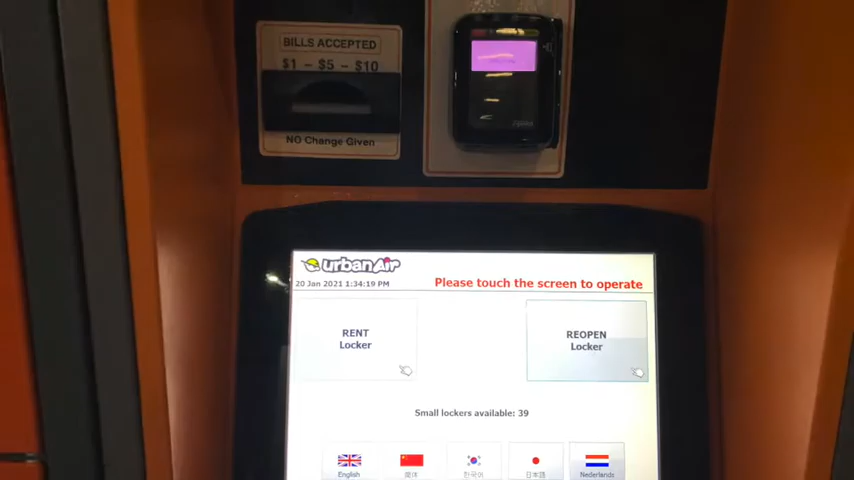 BILLS ACCEPTED
$1 - $5 - $10
NO Change Given
urbanAir
20 Jan 2021 1:34:19 PM
Please touch the screen to operate
RENT
Locker
REOPEN
Locker
Small lockers available: 39
English
한국어
日本語
Nederlands